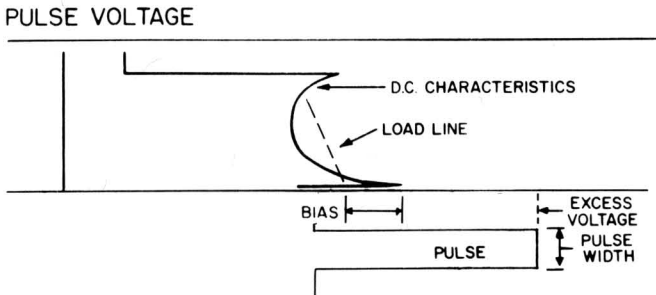 PULSE VOLTAGE
D.C. CHARACTERISTICS
LOAD LINE
BIAS
EXCESS
VOLTAGE
PULSE
PULSE
WIDTH